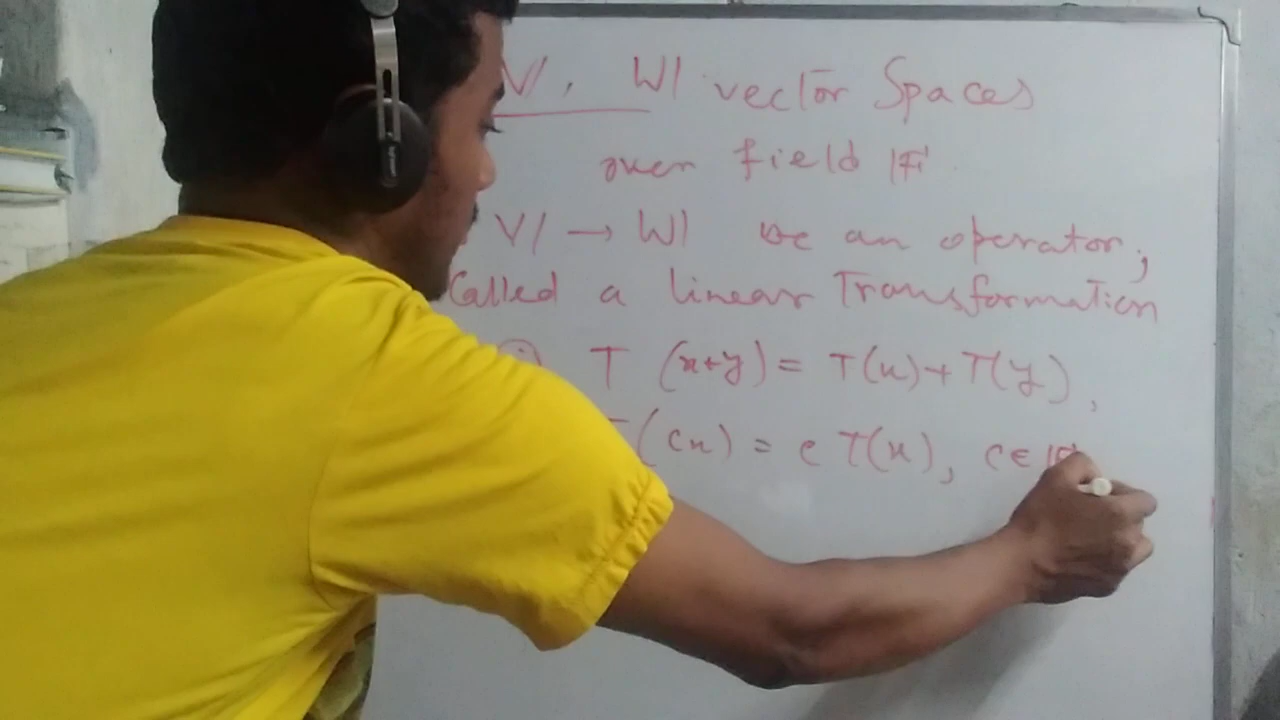 V, W vector Spaces
over field F.
V → W be an operator,
Called a linear Transformation
(i) T (x+y) = T(x)+T(y),
T(cx) = c T(x), c∈F